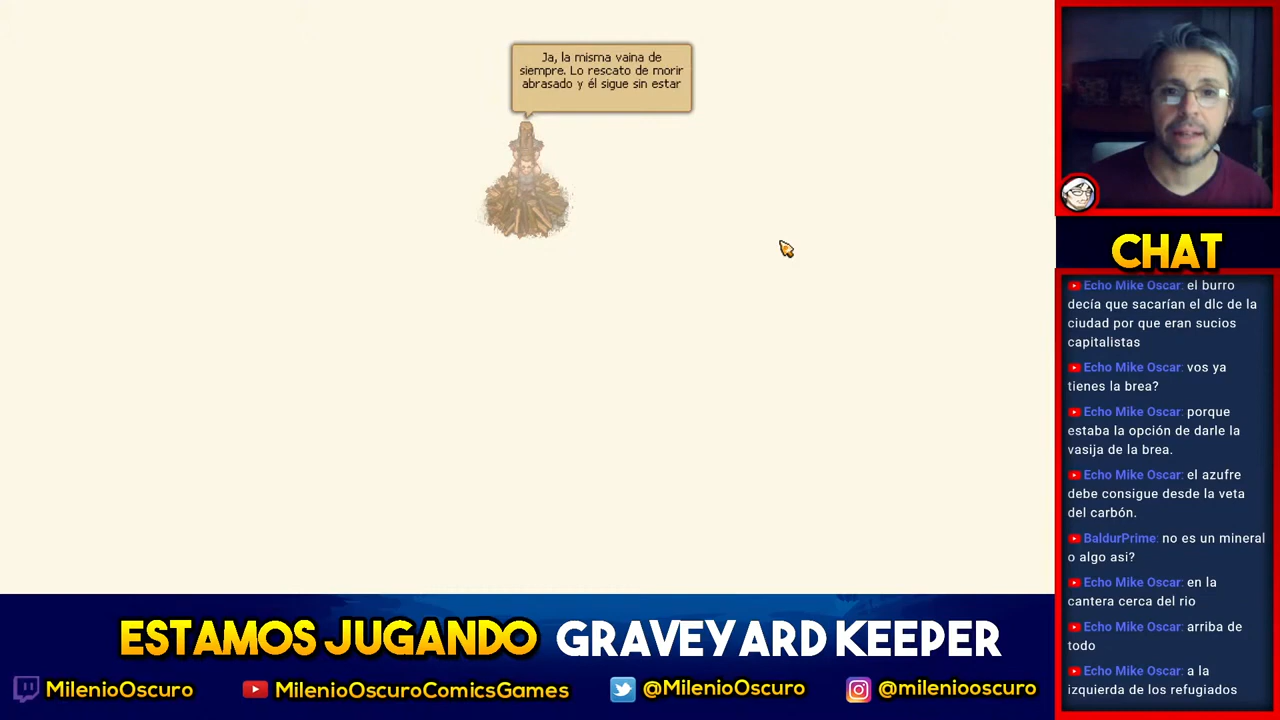 Ja, la misma vaina de
siempre. Lo rescato de morir
abrasado y él sigue sin estar
CHAT
Echo Mike Oscar: el burro
decía que sacarían el dlc de la
ciudad por que eran sucios
capitalistas
Echo Mike Oscar: vos ya
tienes la brea?
Echo Mike Oscar: porque
estaba la opción de darle la
vasija de la brea.
Echo Mike Oscar: el azufre
debe consigue desde la veta
del carbón.
BaldurPrime: no es un mineral
o algo asi?
Echo Mike Oscar: en la
cantera cerca del rio
Echo Mike Oscar: arriba de
todo
Echo Mike Oscar: a la
izquierda de los refugiados
ESTAMOS JUGANDO GRAVEYARD KEEPER
MilenioOscuro MilenioOscuroComicsGames @MilenioOscuro @mileniooscuro